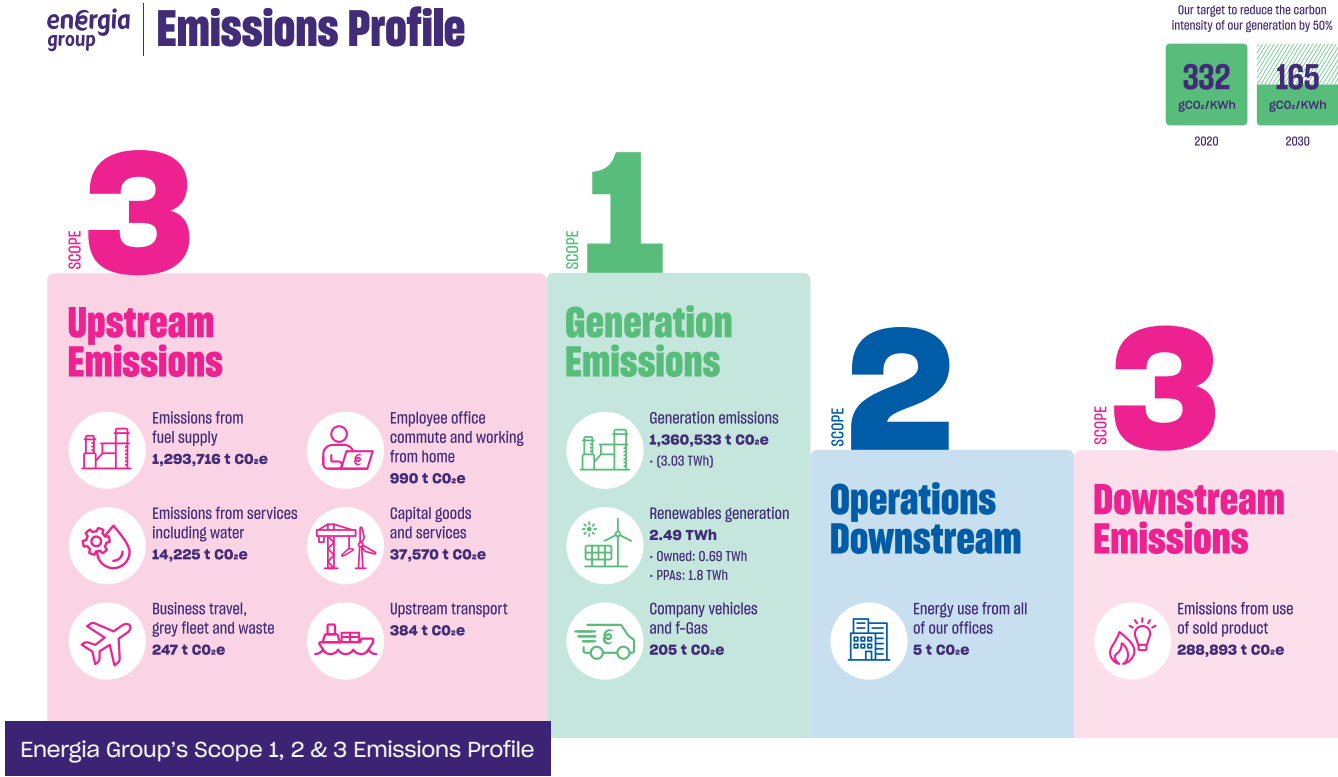 energia
group
Emissions Profile
Our target to reduce the carbon
intensity of our generation by 50%
332
gCO₂/KWh
2020
165
gCO₂/KWh
2030
SCOPE
3
Upstream
Emissions
Emissions from
fuel supply
1,293,716 t CO₂e
Emissions from services
including water
14,225 t CO₂e
Business travel,
grey fleet and waste
247 t CO₂e
Employee office
commute and working
from home
990 t CO₂e
Capital goods
and services
37,570 t CO₂e
Upstream transport
384 t CO₂e
SCOPE
1
Generation
Emissions
Generation emissions
1,360,533 t CO₂e
• (3.03 TWh)
Renewables generation
2.49 TWh
• Owned: 0.69 TWh
• PPAs: 1.8 TWh
Company vehicles
and f-Gas
205 t CO₂e
SCOPE
2
Operations
Downstream
Energy use from all
of our offices
5 t CO₂e
SCOPE
3
Downstream
Emissions
Emissions from use
of sold product
288,893 t CO₂e
Energia Group's Scope 1, 2 & 3 Emissions Profile